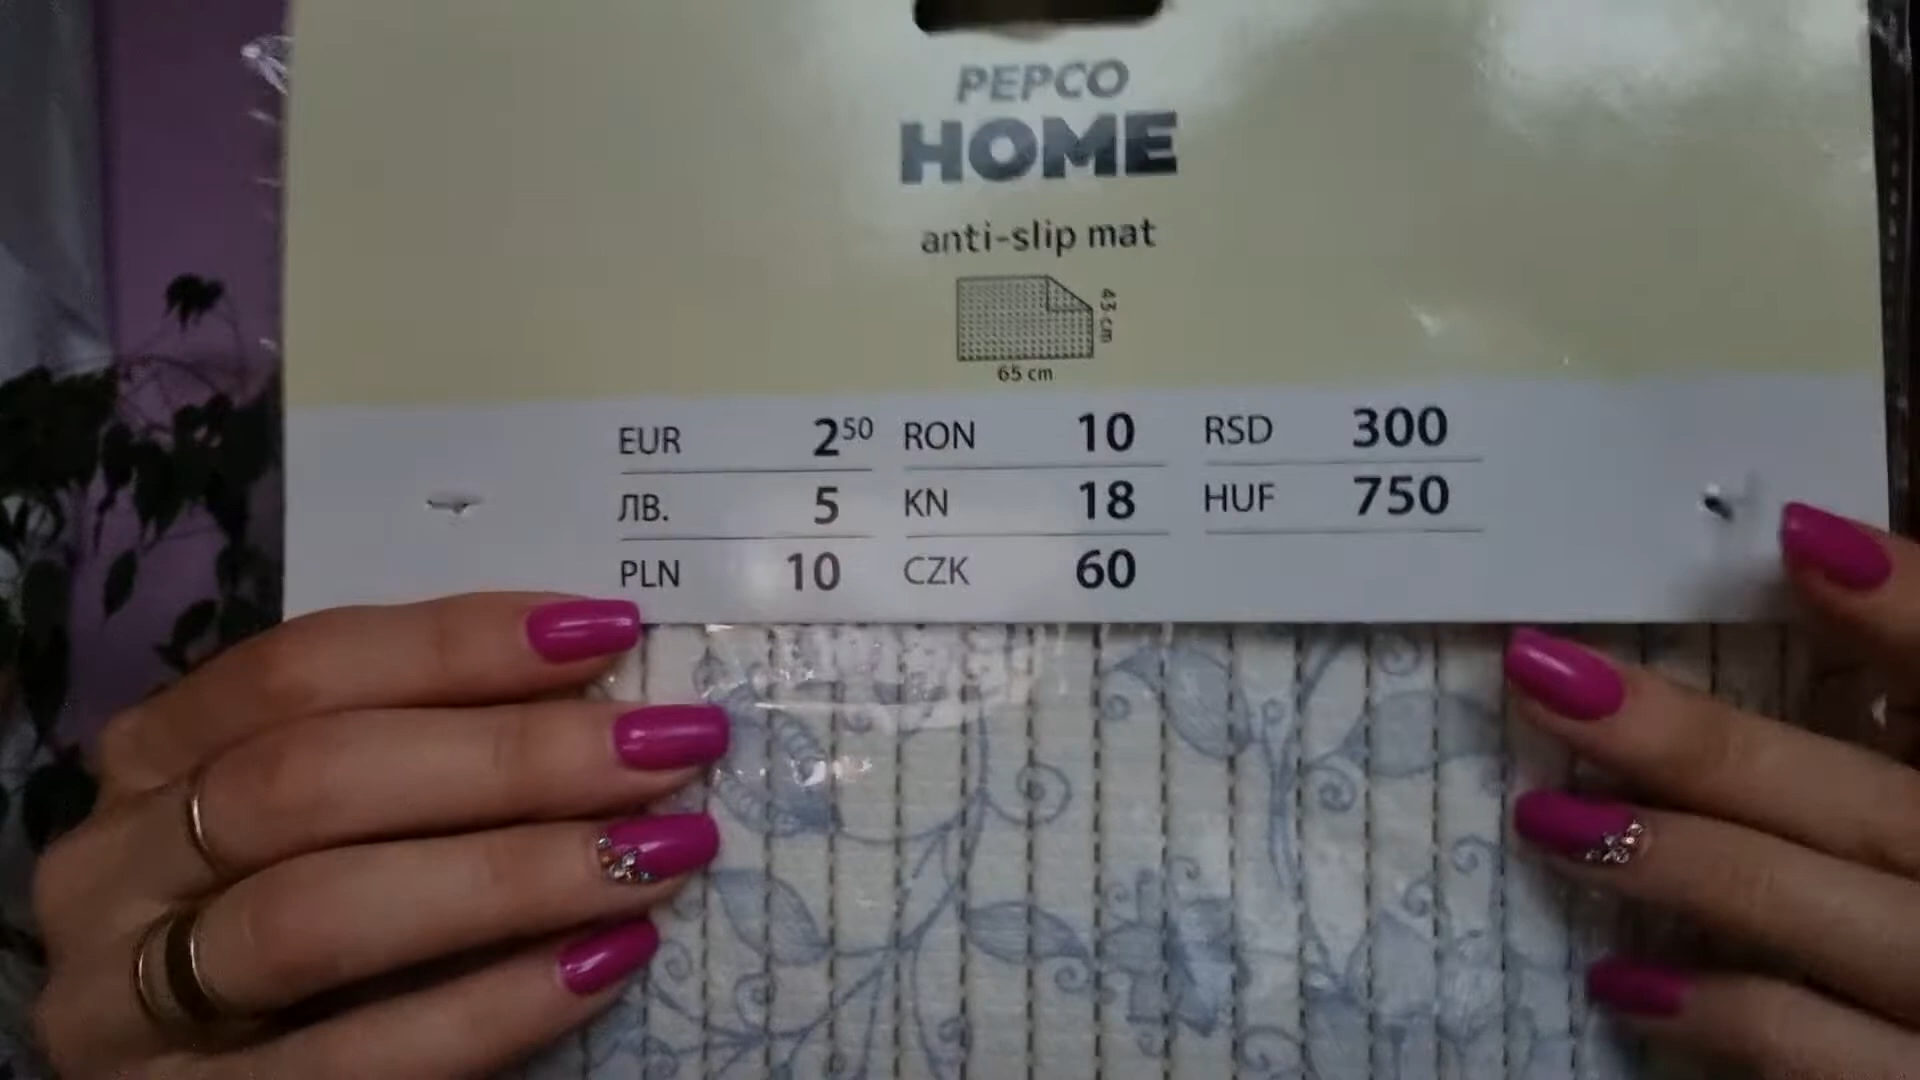 PEPCO
HOME
anti-slip mat
43 cm
65 cm
EUR 2⁵⁰ RON 10 RSD 300
ЛВ. 5 KN 18 HUF 750
PLN 10 CZK 60